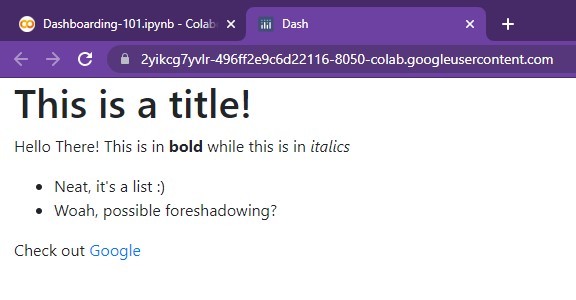 Dashboarding-101.ipynb - Colab
Dash
2yikcg7yvlr-496ff2e9c6d22116-8050-colab.googleusercontent.com
This is a title!
Hello There! This is in bold while this is in italics
• Neat, it's a list :)
• Woah, possible foreshadowing?
Check out Google